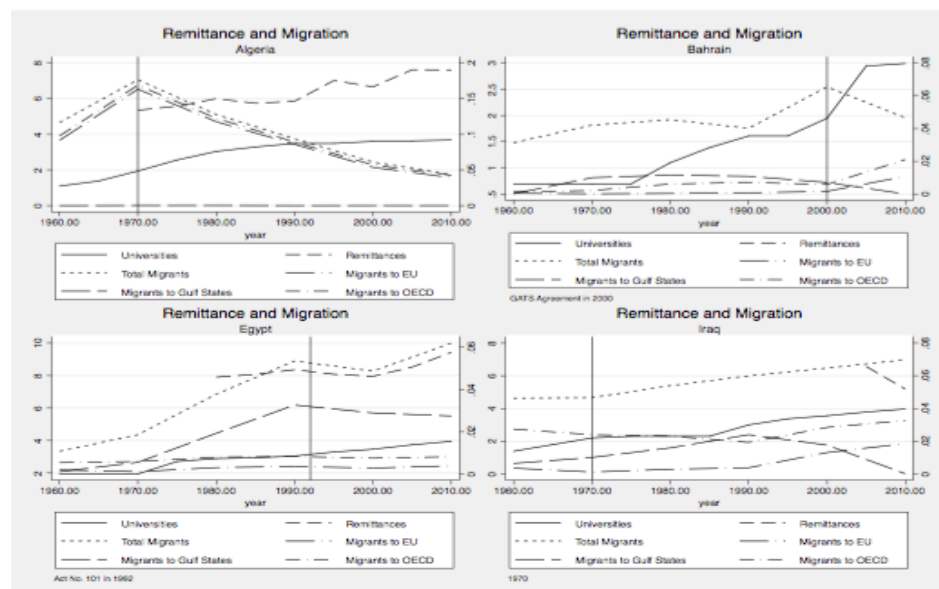 Remittance and Migration
Algeria
8
6
4
2
0
.2
.15
.1
.05
0
1960.00 1970.00 1980.00 1990.00 2000.00 2010.00
year
Universities Remittances
Total Migrants Migrants to EU
Migrants to Gulf States Migrants to OECD
Remittance and Migration
Bahrain
3
2.5
2
1.5
1
.5
.08
.06
.04
.02
0
1960.00 1970.00 1980.00 1990.00 2000.00 2010.00
year
Universities Remittances
Total Migrants Migrants to EU
Migrants to Gulf States Migrants to OECD
GATS Agreement in 2000
Remittance and Migration
Egypt
10
8
6
4
2
.06
.04
.02
0
1960.00 1970.00 1980.00 1990.00 2000.00 2010.00
year
Universities Remittances
Total Migrants Migrants to EU
Migrants to Gulf States Migrants to OECD
Act No. 101 in 1992
Remittance and Migration
Iraq
8
6
4
2
0
.08
.06
.04
.02
0
1960.00 1970.00 1980.00 1990.00 2000.00 2010.00
year
Universities Remittances
Total Migrants Migrants to EU
Migrants to Gulf States Migrants to OECD
1970